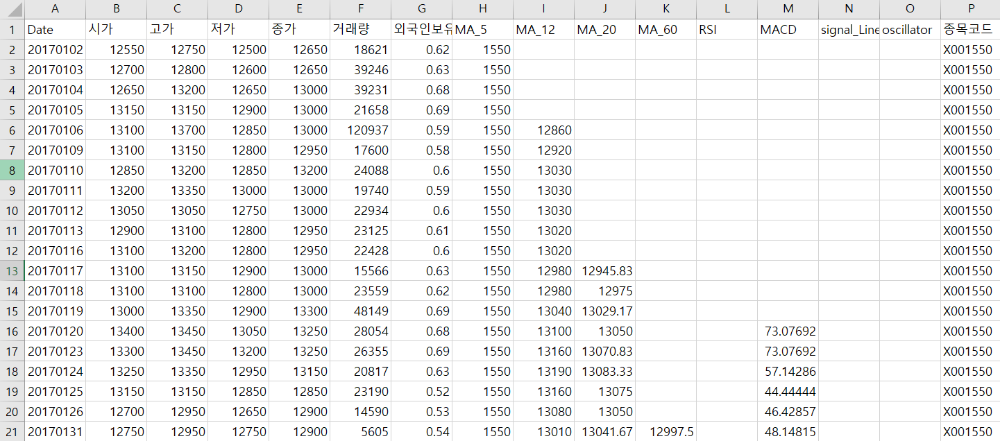 A B C D E F G H I J K L M N O P
1 Date 시가 고가 저가 종가 거래량 외국인보유 MA_5 MA_12 MA_20 MA_60 RSI MACD signal_Line oscillator 종목코드
2 20170102 12550 12750 12500 12650 18621 0.62 1550 X001550
3 20170103 12700 12800 12600 12650 39246 0.63 1550 X001550
4 20170104 12650 13200 12650 13000 39231 0.68 1550 X001550
5 20170105 13150 13150 12900 13000 21658 0.69 1550 X001550
6 20170106 13100 13700 12850 13000 120937 0.59 1550 12860 X001550
7 20170109 13100 13150 12800 12950 17600 0.58 1550 12920 X001550
8 20170110 12850 13200 12850 13200 24088 0.6 1550 13030 X001550
9 20170111 13200 13350 13000 13000 19740 0.59 1550 13030 X001550
10 20170112 13050 13050 12750 13000 22934 0.6 1550 13030 X001550
11 20170113 12900 13100 12800 12950 23125 0.61 1550 13020 X001550
12 20170116 13100 13200 12800 12950 22428 0.6 1550 13020 X001550
13 20170117 13100 13150 12900 13000 15566 0.63 1550 12980 12945.83 X001550
14 20170118 13100 13100 12800 13000 23559 0.62 1550 12980 12975 X001550
15 20170119 13000 13350 12900 13300 48149 0.69 1550 13040 13029.17 X001550
16 20170120 13400 13450 13050 13250 28054 0.68 1550 13100 13050 73.07692 X001550
17 20170123 13300 13450 13200 13250 26355 0.69 1550 13160 13070.83 73.07692 X001550
18 20170124 13250 13350 12950 13150 20817 0.63 1550 13190 13083.33 57.14286 X001550
19 20170125 13150 13150 12850 12850 23190 0.52 1550 13160 13075 44.44444 X001550
20 20170126 12700 12950 12650 12900 14590 0.53 1550 13080 13050 46.42857 X001550
21 20170131 12750 12950 12750 12900 5605 0.54 1550 13010 13041.67 12997.5 48.14815 X001550